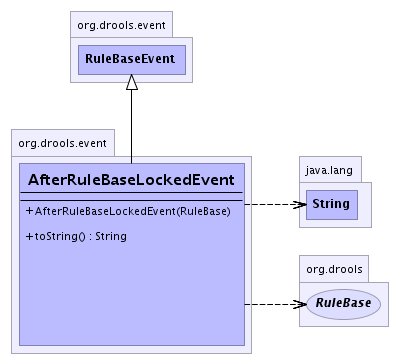 org.drools.event
RuleBaseEvent
org.drools.event
AfterRuleBaseLockedEvent
+AfterRuleBaseLockedEvent(RuleBase)
+toString() : String
java.lang
String
org.drools
RuleBase